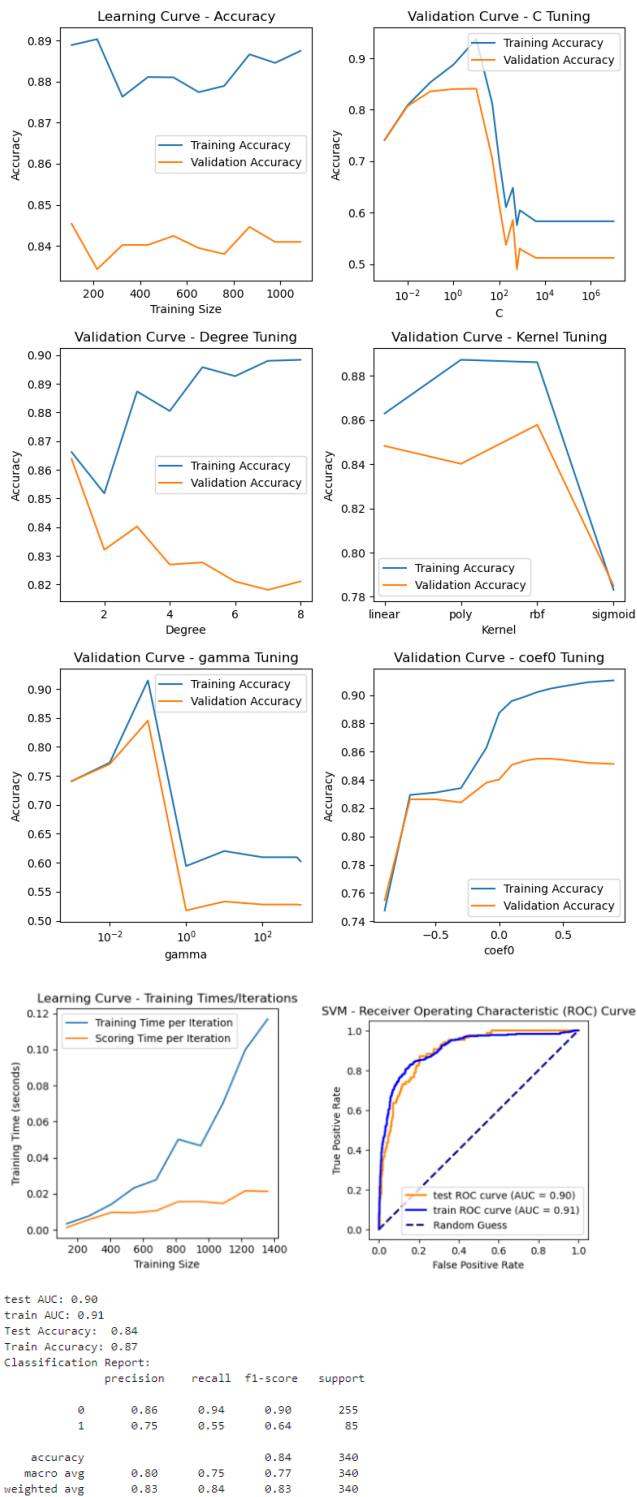 Learning Curve - Accuracy
0.89
0.88
0.87
0.86
0.85
0.84
Accuracy
Training Accuracy
Validation Accuracy
200 400 600 800 1000
Training Size
Validation Curve - C Tuning
0.9
0.8
0.7
0.6
0.5
Accuracy
Training Accuracy
Validation Accuracy
10⁻² 10⁰ 10² 10⁴ 10⁶
C
Validation Curve - Degree Tuning
0.90
0.89
0.88
0.87
0.86
0.85
0.84
0.83
0.82
Accuracy
Training Accuracy
Validation Accuracy
2 4 6 8
Degree
Validation Curve - Kernel Tuning
0.88
0.86
0.84
0.82
0.80
0.78
Accuracy
Training Accuracy
Validation Accuracy
linear poly rbf sigmoid
Kernel
Validation Curve - gamma Tuning
0.90
0.85
0.80
0.75
0.70
0.65
0.60
0.55
0.50
Accuracy
Training Accuracy
Validation Accuracy
10⁻² 10⁰ 10²
gamma
Validation Curve - coef0 Tuning
0.90
0.88
0.86
0.84
0.82
0.80
0.78
0.76
0.74
Accuracy
Training Accuracy
Validation Accuracy
−0.5 0.0 0.5
coef0
Learning Curve - Training Times/Iterations
0.12
0.10
0.08
0.06
0.04
0.02
0.00
Training Time (seconds)
Training Time per Iteration
Scoring Time per Iteration
200 400 600 800 1000 1200 1400
Training Size
SVM - Receiver Operating Characteristic (ROC) Curve
1.0
0.8
0.6
0.4
0.2
0.0
True Positive Rate
test ROC curve (AUC = 0.90)
train ROC curve (AUC = 0.91)
Random Guess
0.0 0.2 0.4 0.6 0.8 1.0
False Positive Rate
test AUC: 0.90
train AUC: 0.91
Test Accuracy: 0.84
Train Accuracy: 0.87
Classification Report:
precision recall f1-score support
0 0.86 0.94 0.90 255
1 0.75 0.55 0.64 85
accuracy 0.84 340
macro avg 0.80 0.75 0.77 340
weighted avg 0.83 0.84 0.83 340